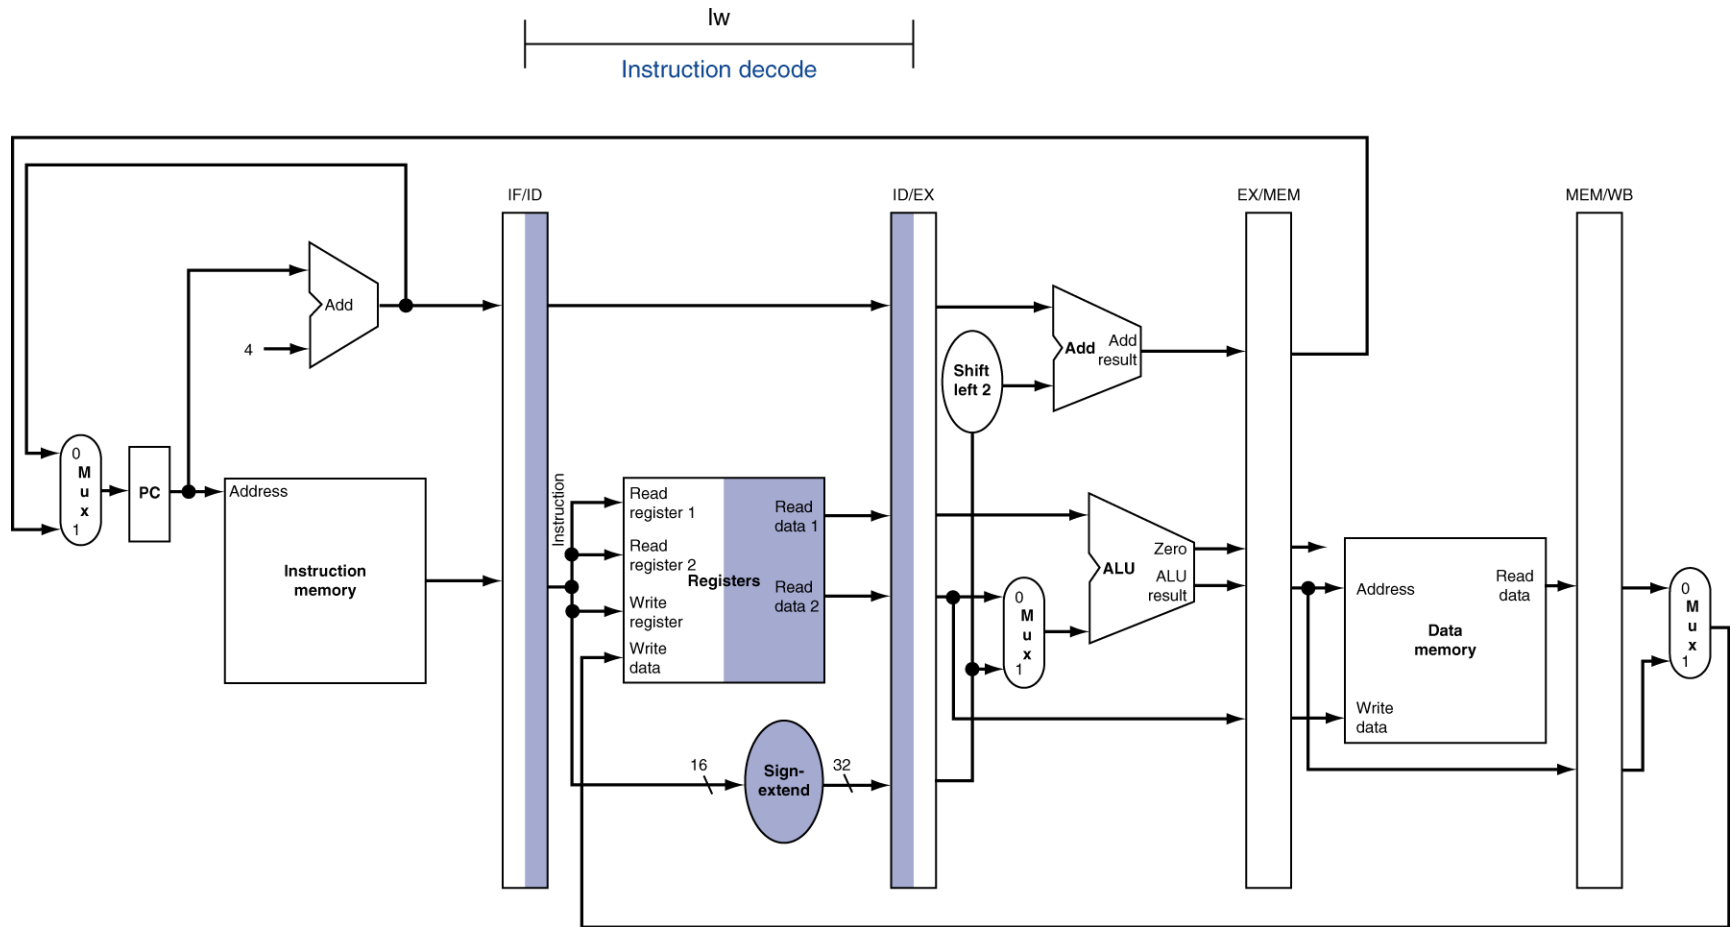 lw
Instruction decode
IF/ID
ID/EX
EX/MEM
MEM/WB
Add
4
Add
Add
result
Shift
left 2
0
M
u
x
1
PC
Address
Instruction
memory
Instruction
Read
register 1
Read
register 2
Write
register
Write
data
Registers
Read
data 1
Read
data 2
16
Sign-
extend
32
0
M
u
x
1
ALU
Zero
ALU
result
Address
Read
data
Data
memory
Write
data
0
M
u
x
1